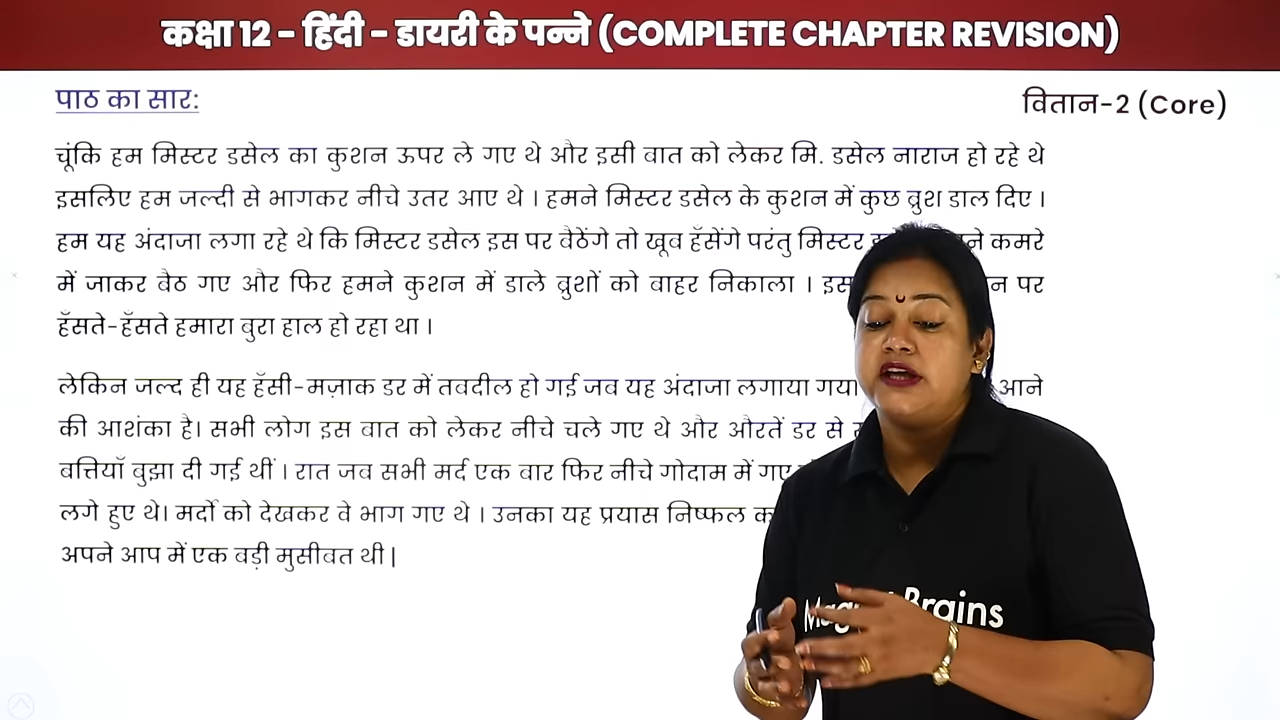 कक्षा 12 - हिंदी - डायरी के पन्ने (COMPLETE CHAPTER REVISION)
पाठ का सार:
वितान-2 (Core)
चूंकि हम मिस्टर डसेल का कुशन ऊपर ले गए थे और इसी बात को लेकर मि. डसेल नाराज हो रहे थे
इसलिए हम जल्दी से भागकर नीचे उतर आए थे । हमने मिस्टर डसेल के कुशन में कुछ ब्रुश डाल दिए ।
हम यह अंदाजा लगा रहे थे कि मिस्टर डसेल इस पर बैठेंगे तो खूब हँसेंगे परंतु मिस्टर कमरे
में जाकर बैठ गए और फिर हमने कुशन में डाले ब्रुशों को बाहर निकाला । इस पर
हँसते-हँसते हमारा बुरा हाल हो रहा था ।
लेकिन जल्द ही यह हँसी-मज़ाक डर में तबदील हो गई जब यह अंदाजा लगाया गया आने
की आशंका है। सभी लोग इस बात को लेकर नीचे चले गए थे और औरतें डर से
बत्तियाँ बुझा दी गई थीं । रात जब सभी मर्द एक बार फिर नीचे गोदाम में गए
लगे हुए थे। मर्दो को देखकर वे भाग गए थे । उनका यह प्रयास निष्फल
अपने आप में एक बड़ी मुसीबत थी |
Brains